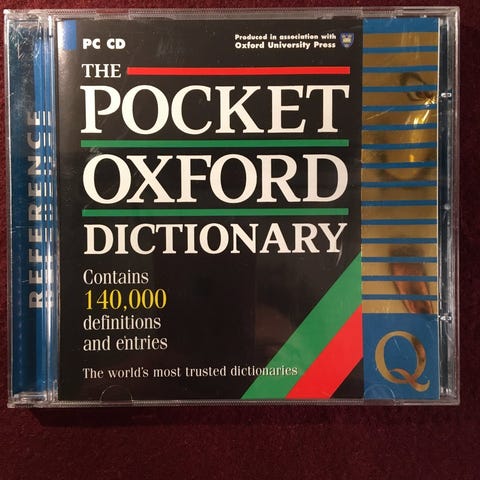 PC CD
Produced in association with
Oxford University Press
THE
POCKET
OXFORD
DICTIONARY
Contains
140,000
definitions
and entries
The world's most trusted dictionaries
REFERENCE
Q